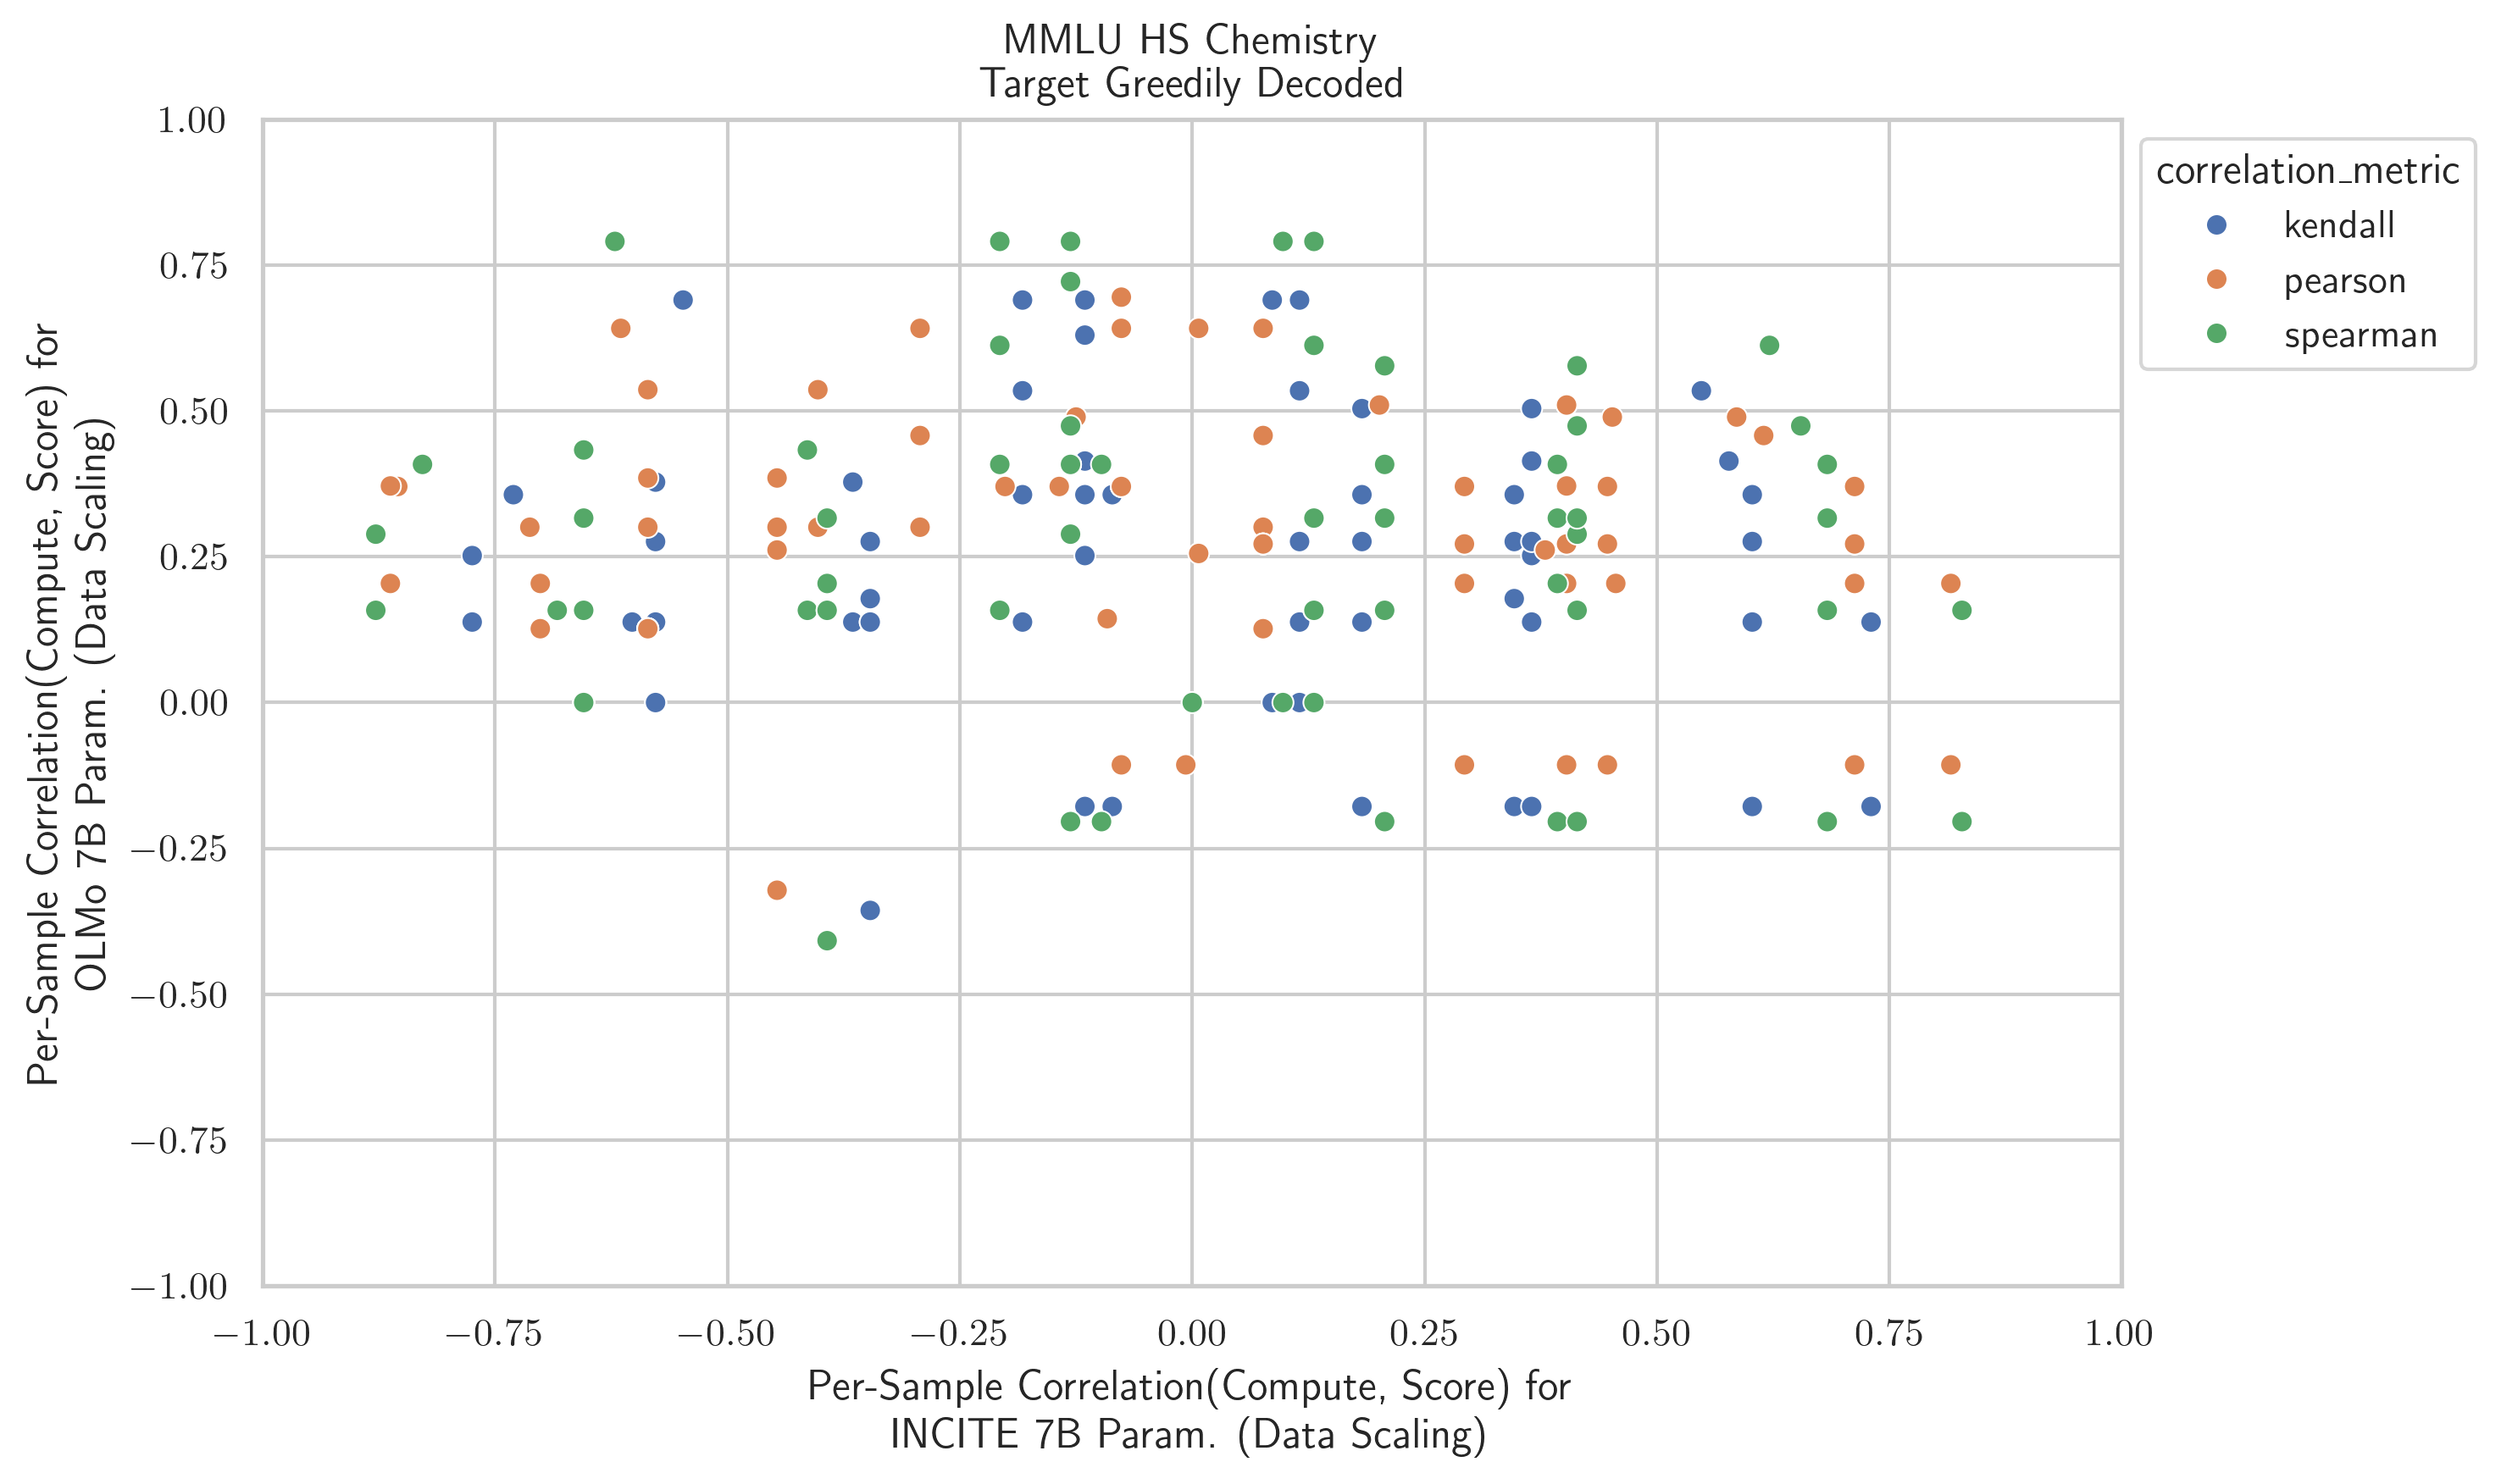 MMLU HS Chemistry
Target Greedily Decoded
Per-Sample Correlation(Compute, Score) for
OLMo 7B Param. (Data Scaling)
1.00
0.75
0.50
0.25
0.00
−0.25
−0.50
−0.75
−1.00
−1.00
−0.75
−0.50
−0.25
0.00
0.25
0.50
0.75
1.00
Per-Sample Correlation(Compute, Score) for
INCITE 7B Param. (Data Scaling)
correlation_metric
kendall
pearson
spearman